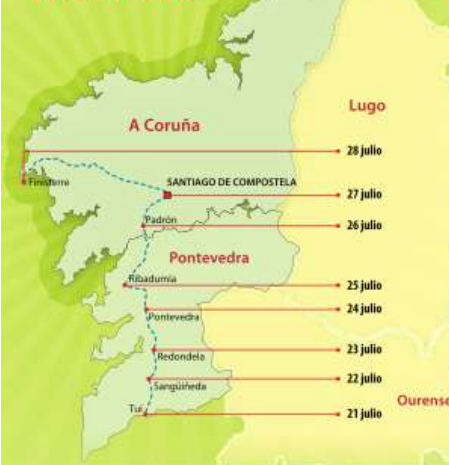 Lugo
A Coruña
28 julio
Finisterre
SANTIAGO DE COMPOSTELA
27 julio
Padrón
26 julio
Pontevedra
Ribadumia
25 julio
24 julio
Pontevedra
23 julio
Redondela
22 julio
Sangüiñeda
Ourense
Tui
21 julio